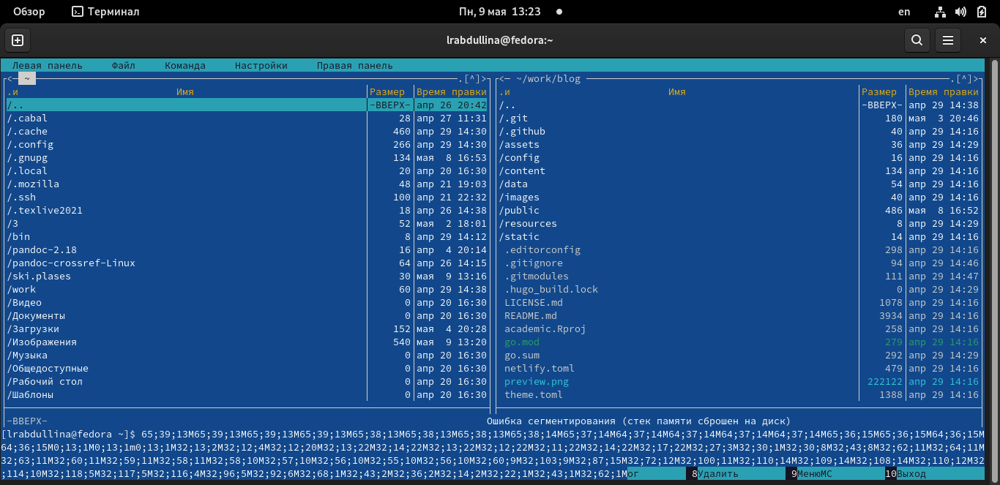 Обзор Терминал Пн, 9 мая 13:23 en
lrabdullina@fedora:~
Левая панель Файл Команда Настройки Правая панель
<─ ~ .[^]> <─ ~/work/blog .[^]>
.и Имя Размер Время правки .и Имя Размер Время правки
/.. -ВВЕРХ- апр 26 20:42 /.. -ВВЕРХ- апр 29 14:38
/.cabal 28 апр 27 11:31 /.git 180 мая 3 20:46
/.cache 460 апр 29 14:30 /.github 40 апр 29 14:16
/.config 266 апр 29 14:30 /assets 36 апр 29 14:29
/.gnupg 134 мая 8 16:53 /config 16 апр 29 14:16
/.local 20 апр 20 16:30 /content 134 апр 29 14:16
/.mozilla 48 апр 21 19:03 /data 54 апр 29 14:16
/.ssh 100 апр 21 22:32 /images 40 апр 29 14:16
/.texlive2021 18 апр 26 14:38 /public 486 мая 8 16:52
/3 52 мая 2 18:01 /resources 8 апр 29 14:29
/bin 8 апр 29 14:12 /static 14 апр 29 14:16
/pandoc-2.18 16 апр 4 20:14 .editorconfig 298 апр 29 14:16
/pandoc-crossref-Linux 64 апр 26 14:15 .gitignore 94 апр 29 14:46
/ski.plases 30 мая 9 13:16 .gitmodules 111 апр 29 14:47
/work 60 апр 29 14:38 .hugo_build.lock 0 апр 29 14:29
/Видео 0 апр 20 16:30 LICENSE.md 1078 апр 29 14:16
/Документы 0 апр 20 16:30 README.md 3934 апр 29 14:16
/Загрузки 152 мая 4 20:28 academic.Rproj 258 апр 29 14:16
/Изображения 540 мая 9 13:20 go.mod 279 апр 29 14:16
/Музыка 0 апр 20 16:30 go.sum 292 апр 29 14:29
/Общедоступные 0 апр 20 16:30 netlify.toml 479 апр 29 14:16
/Рабочий стол 0 апр 20 16:30 preview.png 222122 апр 29 14:16
/Шаблоны 0 апр 20 16:30 theme.toml 1388 апр 29 14:16
-ВВЕРХ- Ошибка сегментирования (стек памяти сброшен на диск)
[lrabdullina@fedora ~]$ 65;39;13M65;39;13M65;39;13M65;39;13M65;38;13M65;38;13M65;38;13M65;38;14M65;37;14M64;37;14M64;37;14M64;37;14M64;37;14M65;36;15M65;36;15M64;36;15M
64;36;15M0;13;1M0;13;1m0;13;1M32;13;2M32;12;4M32;12;20M32;13;22M32;14;22M32;13;22M32;12;22M32;11;22M32;14;22M32;17;22M32;27;3M32;30;1M32;30;8M32;43;8M32;62;11M32;64;11M
32;63;11M32;60;11M32;59;11M32;58;11M32;58;10M32;57;10M32;56;10M32;55;10M32;56;10M32;60;9M32;103;9M32;87;15M32;72;12M32;100;11M32;110;14M32;109;14M32;108;14M32;110;12M32
;114;10M32;118;5M32;117;5M32;116;4M32;96;5M32;92;6M32;68;1M32;43;2M32;36;2M32;14;2M32;22;1M32;43;1M32;62;1Mог 8Удалить 9МенюMC 10Выход